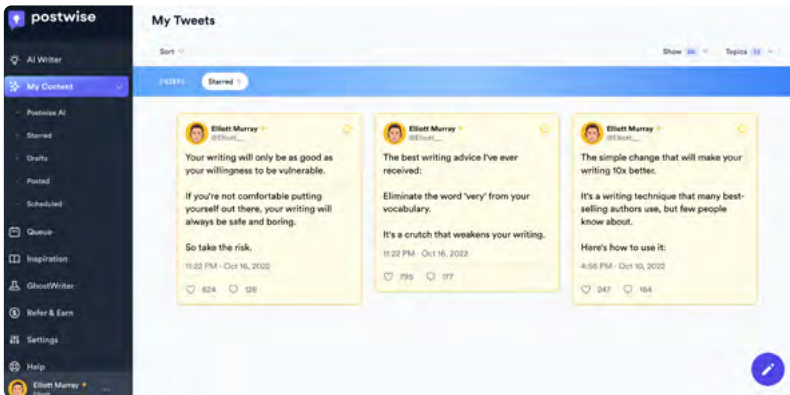 postwise
My Tweets
Sort
Show
Topics
AI Writer
My Content
FILTERS
Starred
Postwise AI
Starred
Drafts
Posted
Scheduled
Queue
Inspiration
GhostWriter
Refer & Earn
Settings
Help
Elliott Murray
Elliott Murray
@Elliott__
Your writing will only be as good as
your willingness to be vulnerable.
If you're not comfortable putting
yourself out there, your writing will
always be safe and boring.
So take the risk.
11:22 PM · Oct 16, 2022
824 126
Elliott Murray
@Elliott__
The best writing advice I've ever
received:
Eliminate the word 'very' from your
vocabulary.
It's a crutch that weakens your writing.
11:22 PM · Oct 16, 2022
795 117
Elliott Murray
@Elliott__
The simple change that will make your
writing 10x better.
It's a writing technique that many best-
selling authors use, but few people
know about.
Here's how to use it:
4:56 PM · Oct 10, 2022
247 164